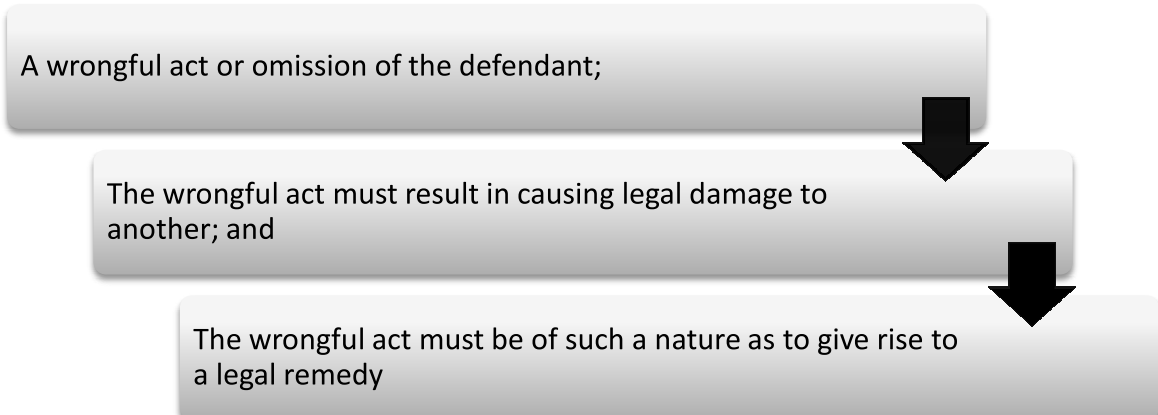 A wrongful act or omission of the defendant;
The wrongful act must result in causing legal damage to
another; and
The wrongful act must be of such a nature as to give rise to
a legal remedy